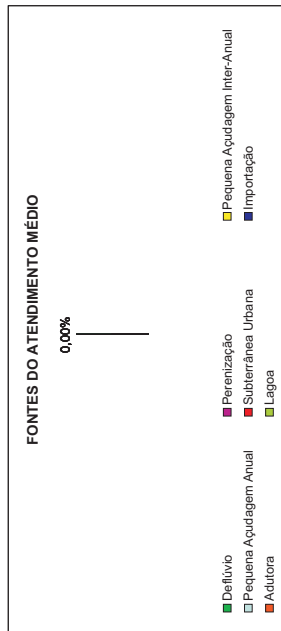 FONTES DO ATENDIMENTO MÉDIO
0,00%
Deflúvio
Perenização
Pequena Açudagem Inter-Anual
Pequena Açudagem Anual
Subterrânea Urbana
Importação
Adutora
Lagoa